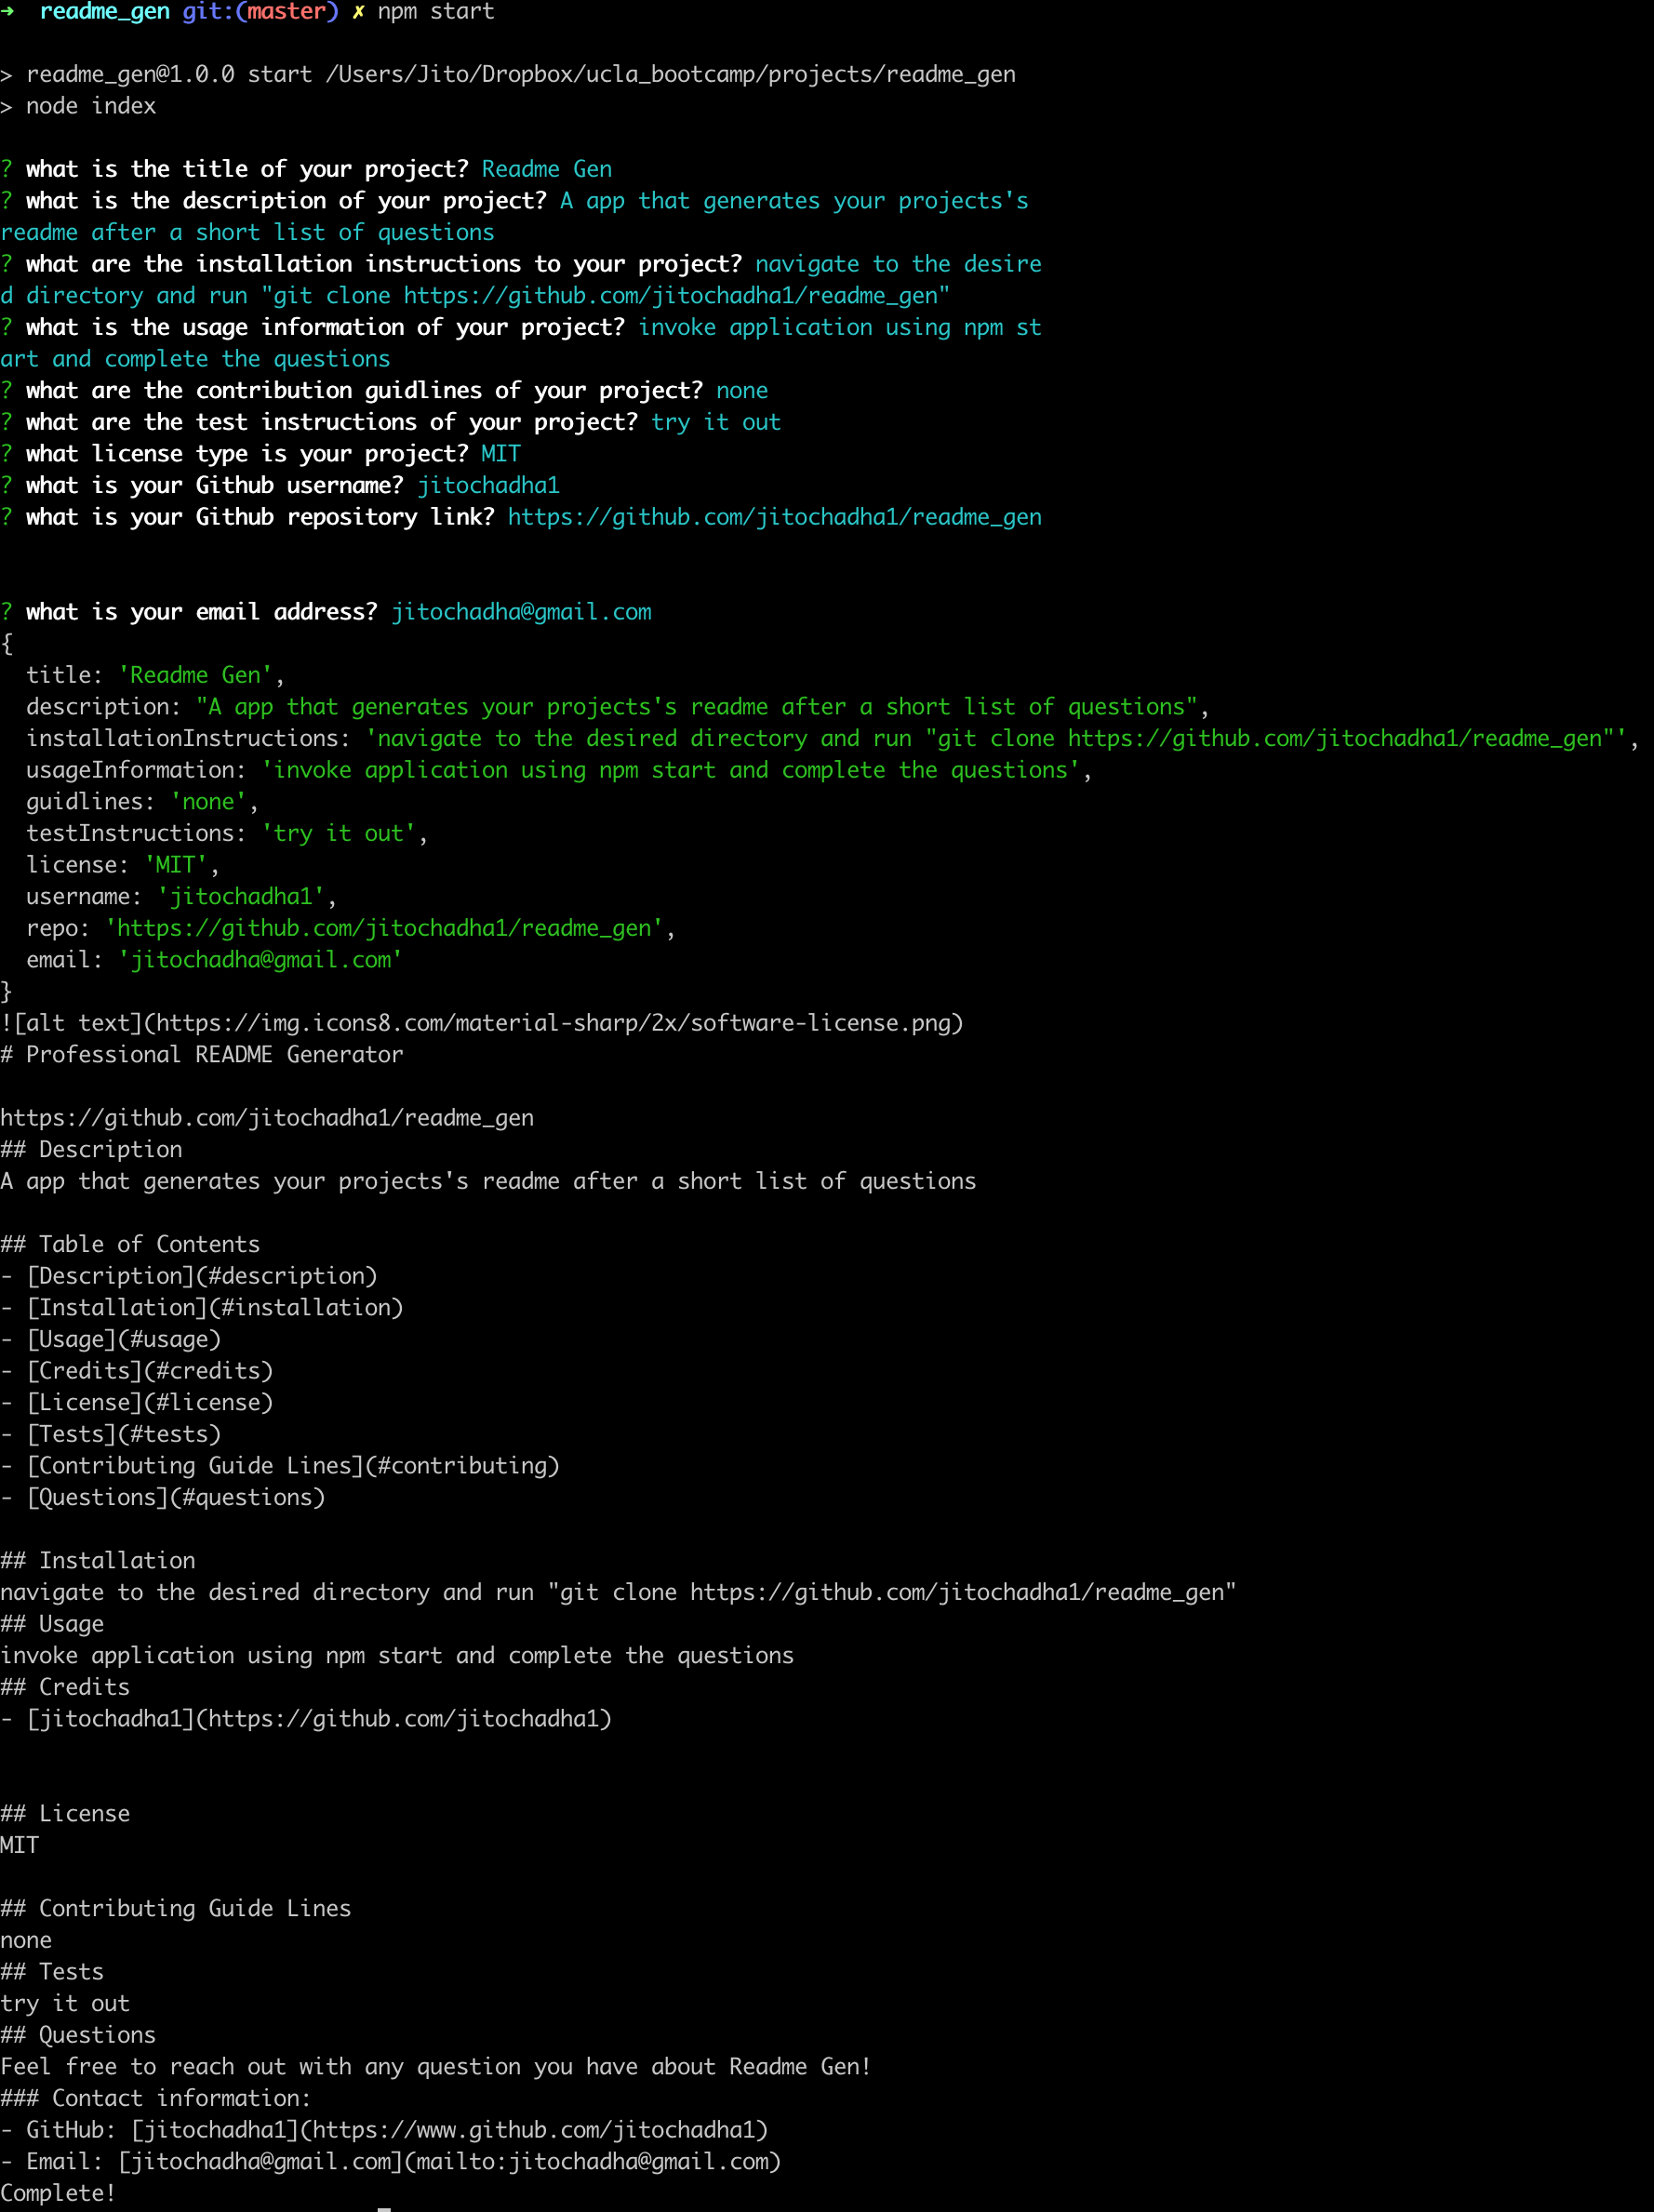 ➜  readme_gen git:(master) ✗ npm start

> readme_gen@1.0.0 start /Users/Jito/Dropbox/ucla_bootcamp/projects/readme_gen
> node index

? what is the title of your project? Readme Gen
? what is the description of your project? A app that generates your projects's
readme after a short list of questions
? what are the installation instructions to your project? navigate to the desire
d directory and run "git clone https://github.com/jitochadha1/readme_gen"
? what is the usage information of your project? invoke application using npm st
art and complete the questions
? what are the contribution guidlines of your project? none
? what are the test instructions of your project? try it out
? what license type is your project? MIT
? what is your Github username? jitochadha1
? what is your Github repository link? https://github.com/jitochadha1/readme_gen

? what is your email address? jitochadha@gmail.com
{
  title: 'Readme Gen',
  description: "A app that generates your projects's readme after a short list of questions",
  installationInstructions: 'navigate to the desired directory and run "git clone https://github.com/jitochadha1/readme_gen"',
  usageInformation: 'invoke application using npm start and complete the questions',
  guidlines: 'none',
  testInstructions: 'try it out',
  license: 'MIT',
  username: 'jitochadha1',
  repo: 'https://github.com/jitochadha1/readme_gen',
  email: 'jitochadha@gmail.com'
}
![alt text](https://img.icons8.com/material-sharp/2x/software-license.png)
# Professional README Generator

https://github.com/jitochadha1/readme_gen
## Description
A app that generates your projects's readme after a short list of questions

## Table of Contents
- [Description](#description)
- [Installation](#installation)
- [Usage](#usage)
- [Credits](#credits)
- [License](#license)
- [Tests](#tests)
- [Contributing Guide Lines](#contributing)
- [Questions](#questions)

## Installation
navigate to the desired directory and run "git clone https://github.com/jitochadha1/readme_gen"
## Usage
invoke application using npm start and complete the questions
## Credits
- [jitochadha1](https://github.com/jitochadha1)

## License
MIT

## Contributing Guide Lines
none
## Tests
try it out
## Questions
Feel free to reach out with any question you have about Readme Gen!
### Contact information:
- GitHub: [jitochadha1](https://www.github.com/jitochadha1)
- Email: [jitochadha@gmail.com](mailto:jitochadha@gmail.com)
Complete!